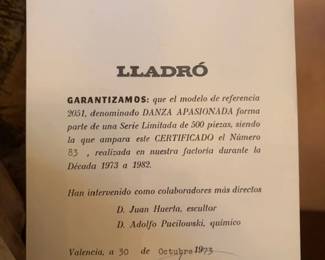 LLADRÓ
GARANTIZAMOS: que el modelo de referencia
2051, denominado DANZA APASIONADA forma
parte de una Serie Limitada de 500 piezas, siendo
la que ampara este CERTIFICADO el Número
83 , realizada en nuestra factoría durante la
Década 1973 a 1982.
Han intervenido como colaboradores más directos
D. Juan Huerta, escultor
D. Adolfo Pucilowski, químico
Valencia, a 30 de Octubre 1973